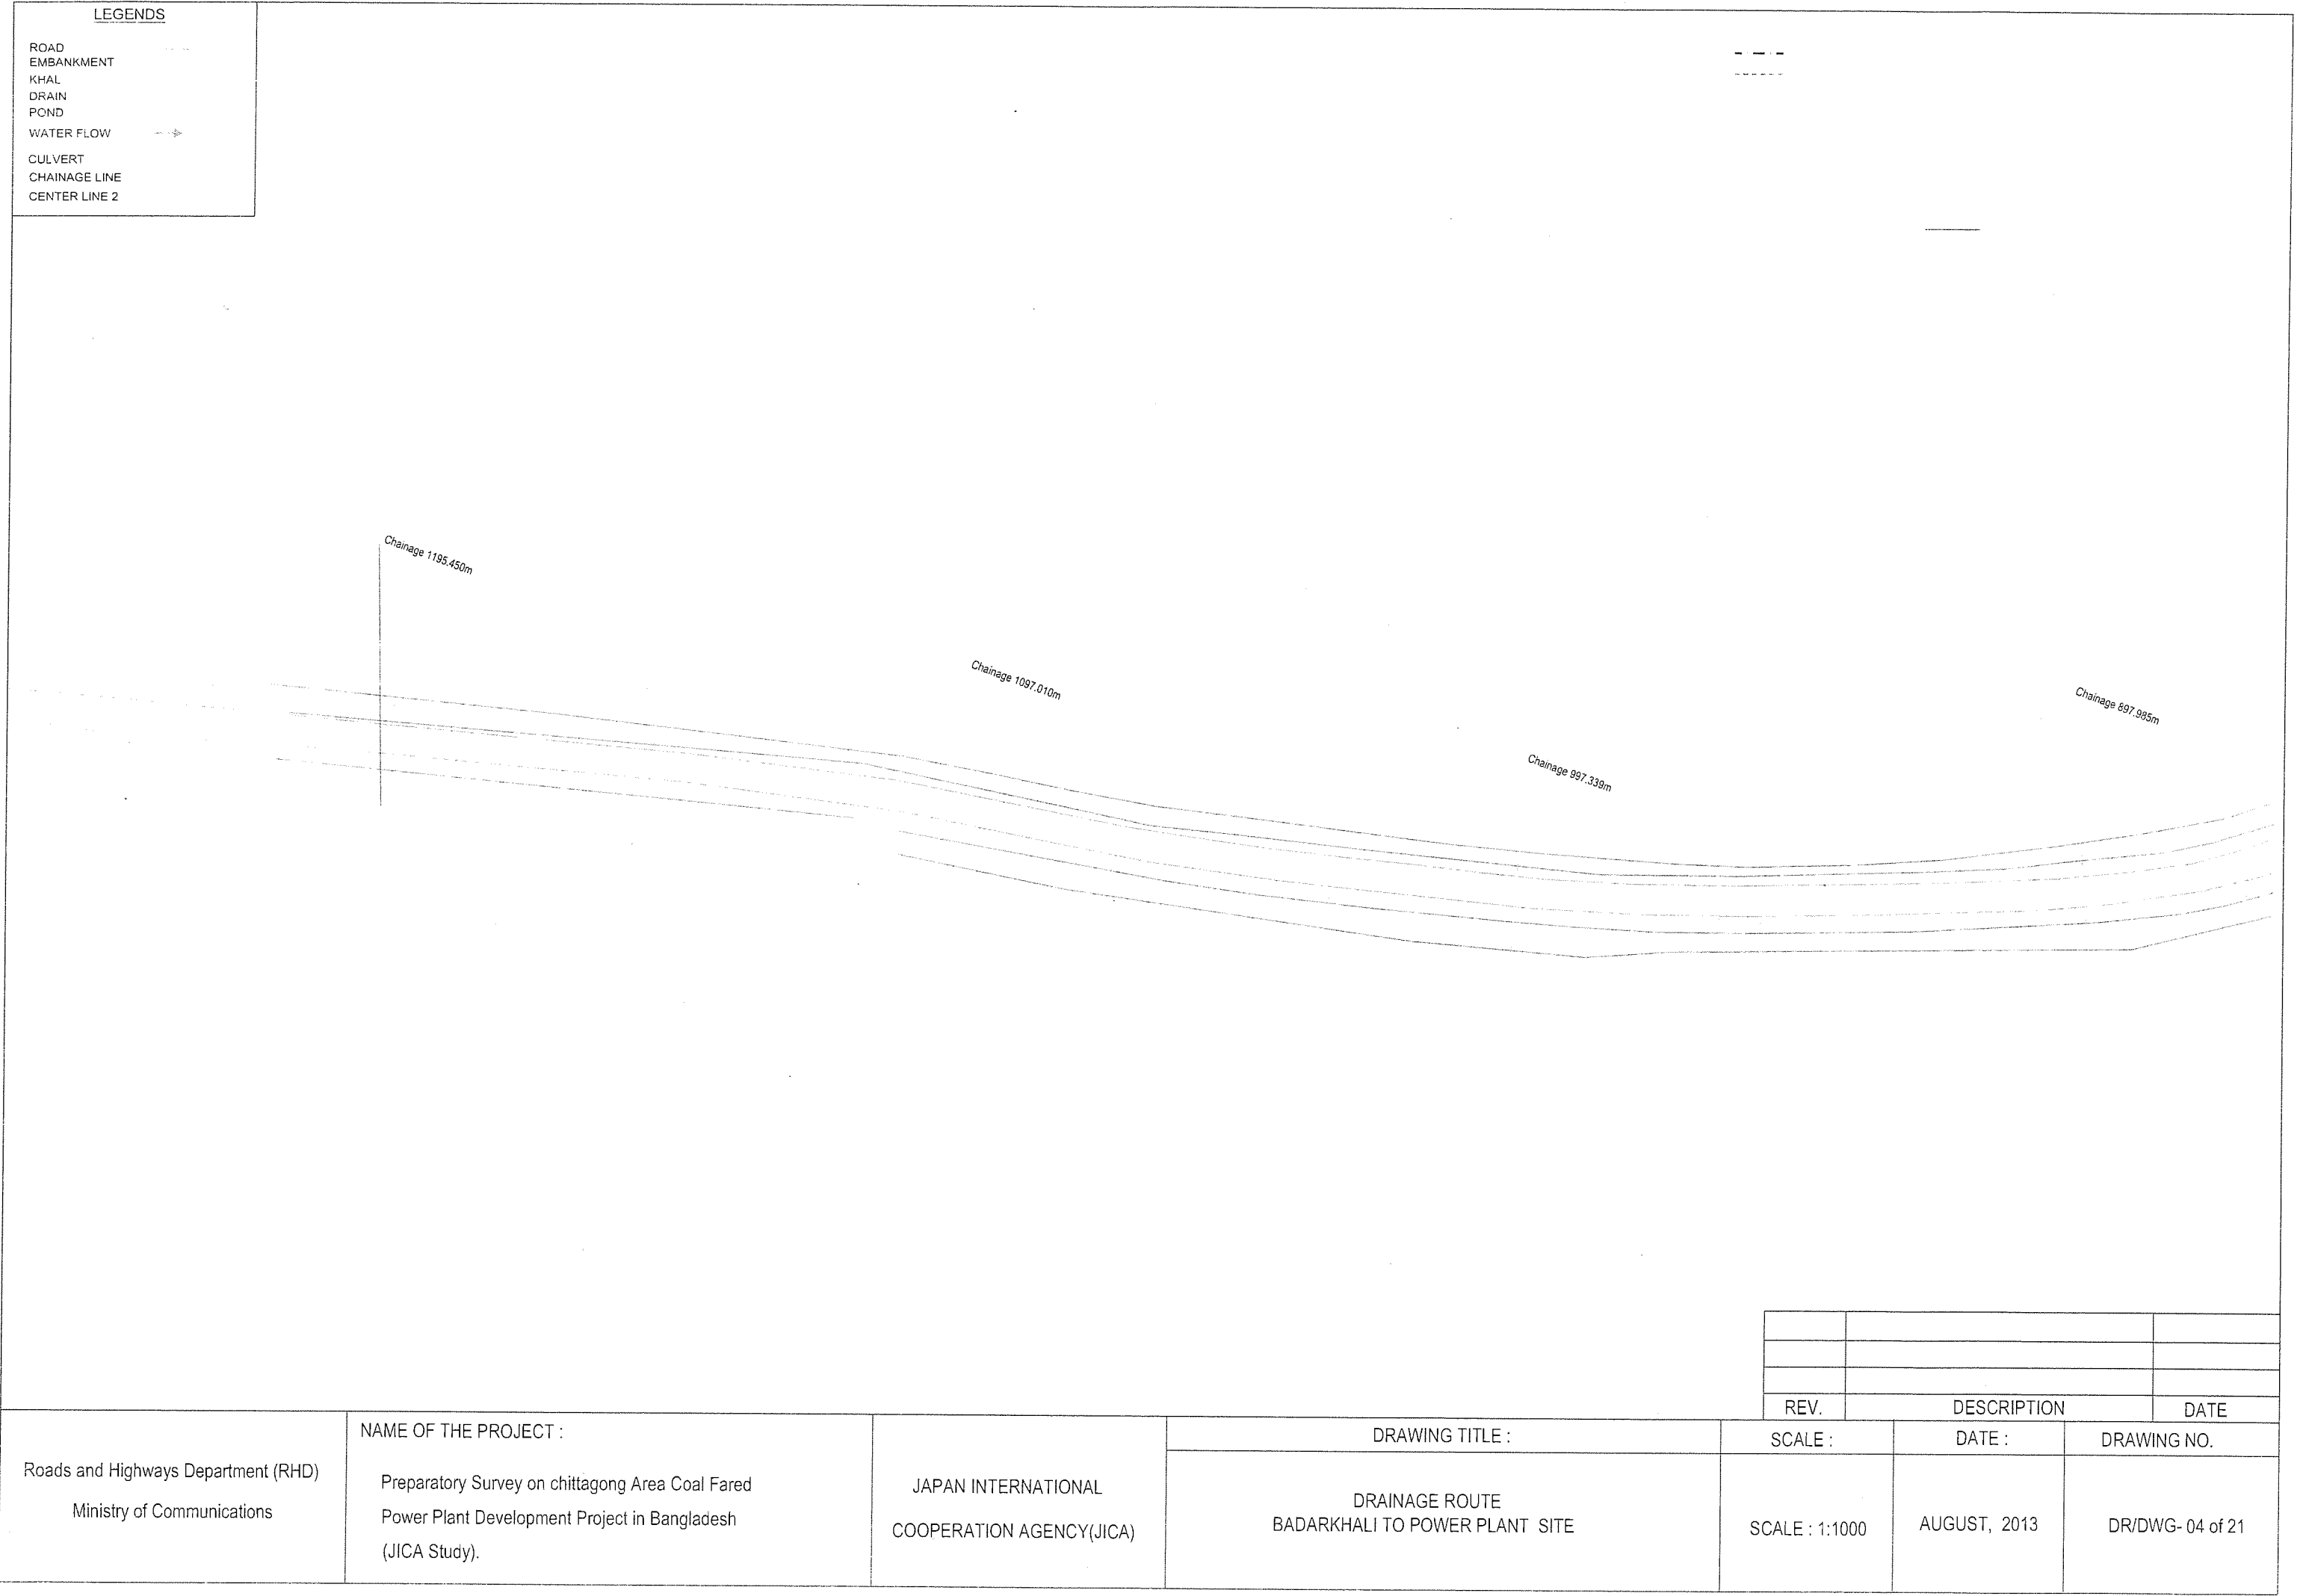 LEGENDS
ROAD
EMBANKMENT
KHAL
DRAIN
POND
WATER FLOW
CULVERT
CHAINAGE LINE
CENTER LINE 2
Chainage 1195.450m
Chainage 1097.010m
Chainage 997.339m
Chainage 897.985m
REV. DESCRIPTION DATE
Roads and Highways Department (RHD)
Ministry of Communications
NAME OF THE PROJECT :
Preparatory Survey on chittagong Area Coal Fared
Power Plant Development Project in Bangladesh
(JICA Study).
JAPAN INTERNATIONAL
COOPERATION AGENCY(JICA)
DRAWING TITLE :
DRAINAGE ROUTE
BADARKHALI TO POWER PLANT SITE
SCALE :
SCALE : 1:1000
DATE :
AUGUST, 2013
DRAWING NO.
DR/DWG- 04 of 21